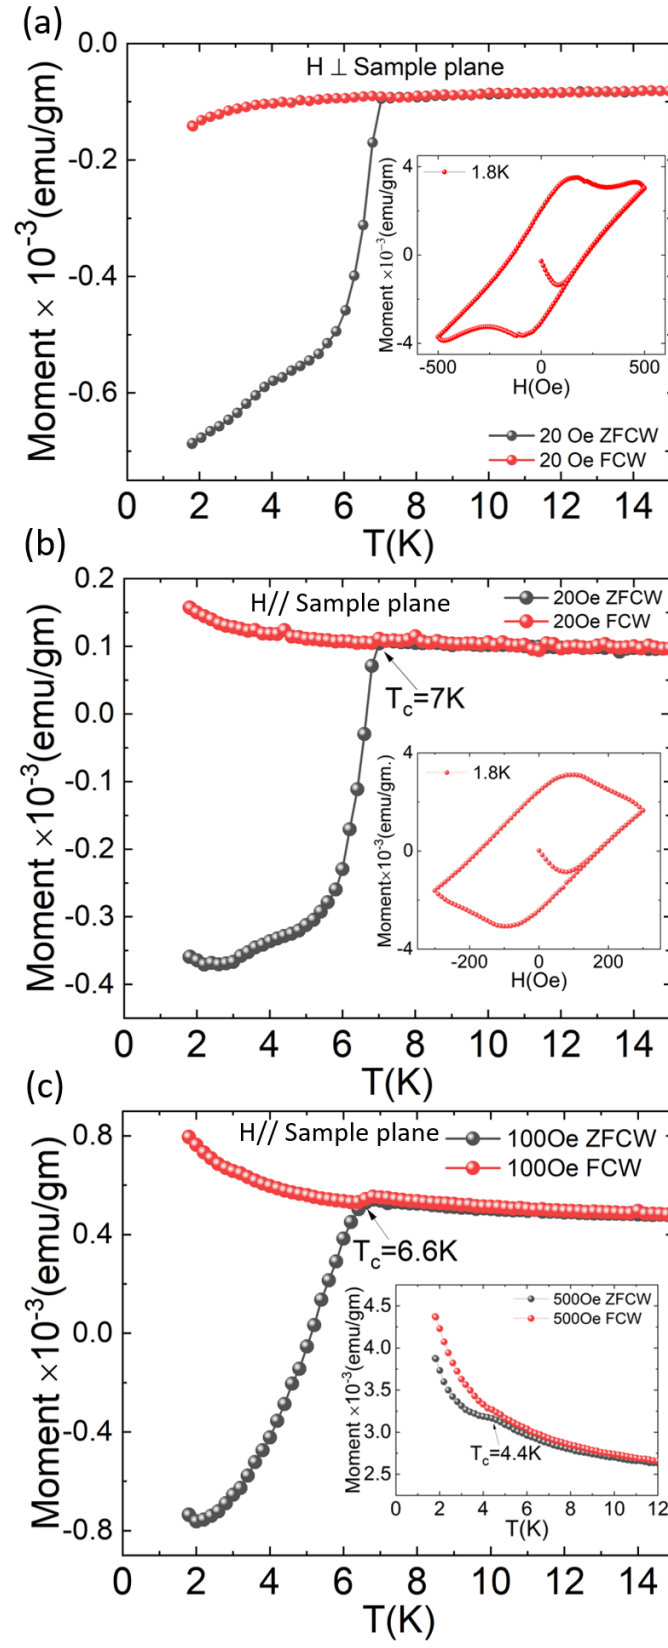 (a)
H ⊥ Sample plane
0.0
-0.2
-0.4
-0.6
Moment × 10⁻³(emu/gm)
0 2 4 6 8 10 12 14
T(K)
20 Oe ZFCW
20 Oe FCW
1.8K
4
0
-4
Moment ×10⁻³(emu/gm)
-500 0 500
H(Oe)
(b)
H// Sample plane
20Oe ZFCW
20Oe FCW
0.2
0.1
0.0
-0.1
-0.2
-0.3
-0.4
Moment ×10⁻³(emu/gm)
T_c=7K
1.8K
4
0
-4
Moment×10⁻³(emu/gm.)
-200 0 200
H(Oe)
0 2 4 6 8 10 12 14
T(K)
(c)
H// Sample plane
100Oe ZFCW
100Oe FCW
0.8
0.4
0.0
-0.4
-0.8
Moment ×10⁻³(emu/gm)
T_c=6.6K
500Oe ZFCW
500Oe FCW
4.5
4.0
3.5
3.0
2.5
Moment ×10⁻³(emu/gm)
T_c=4.4K
0 2 4 6 8 10 12
T(K)
0 2 4 6 8 10 12 14
T(K)